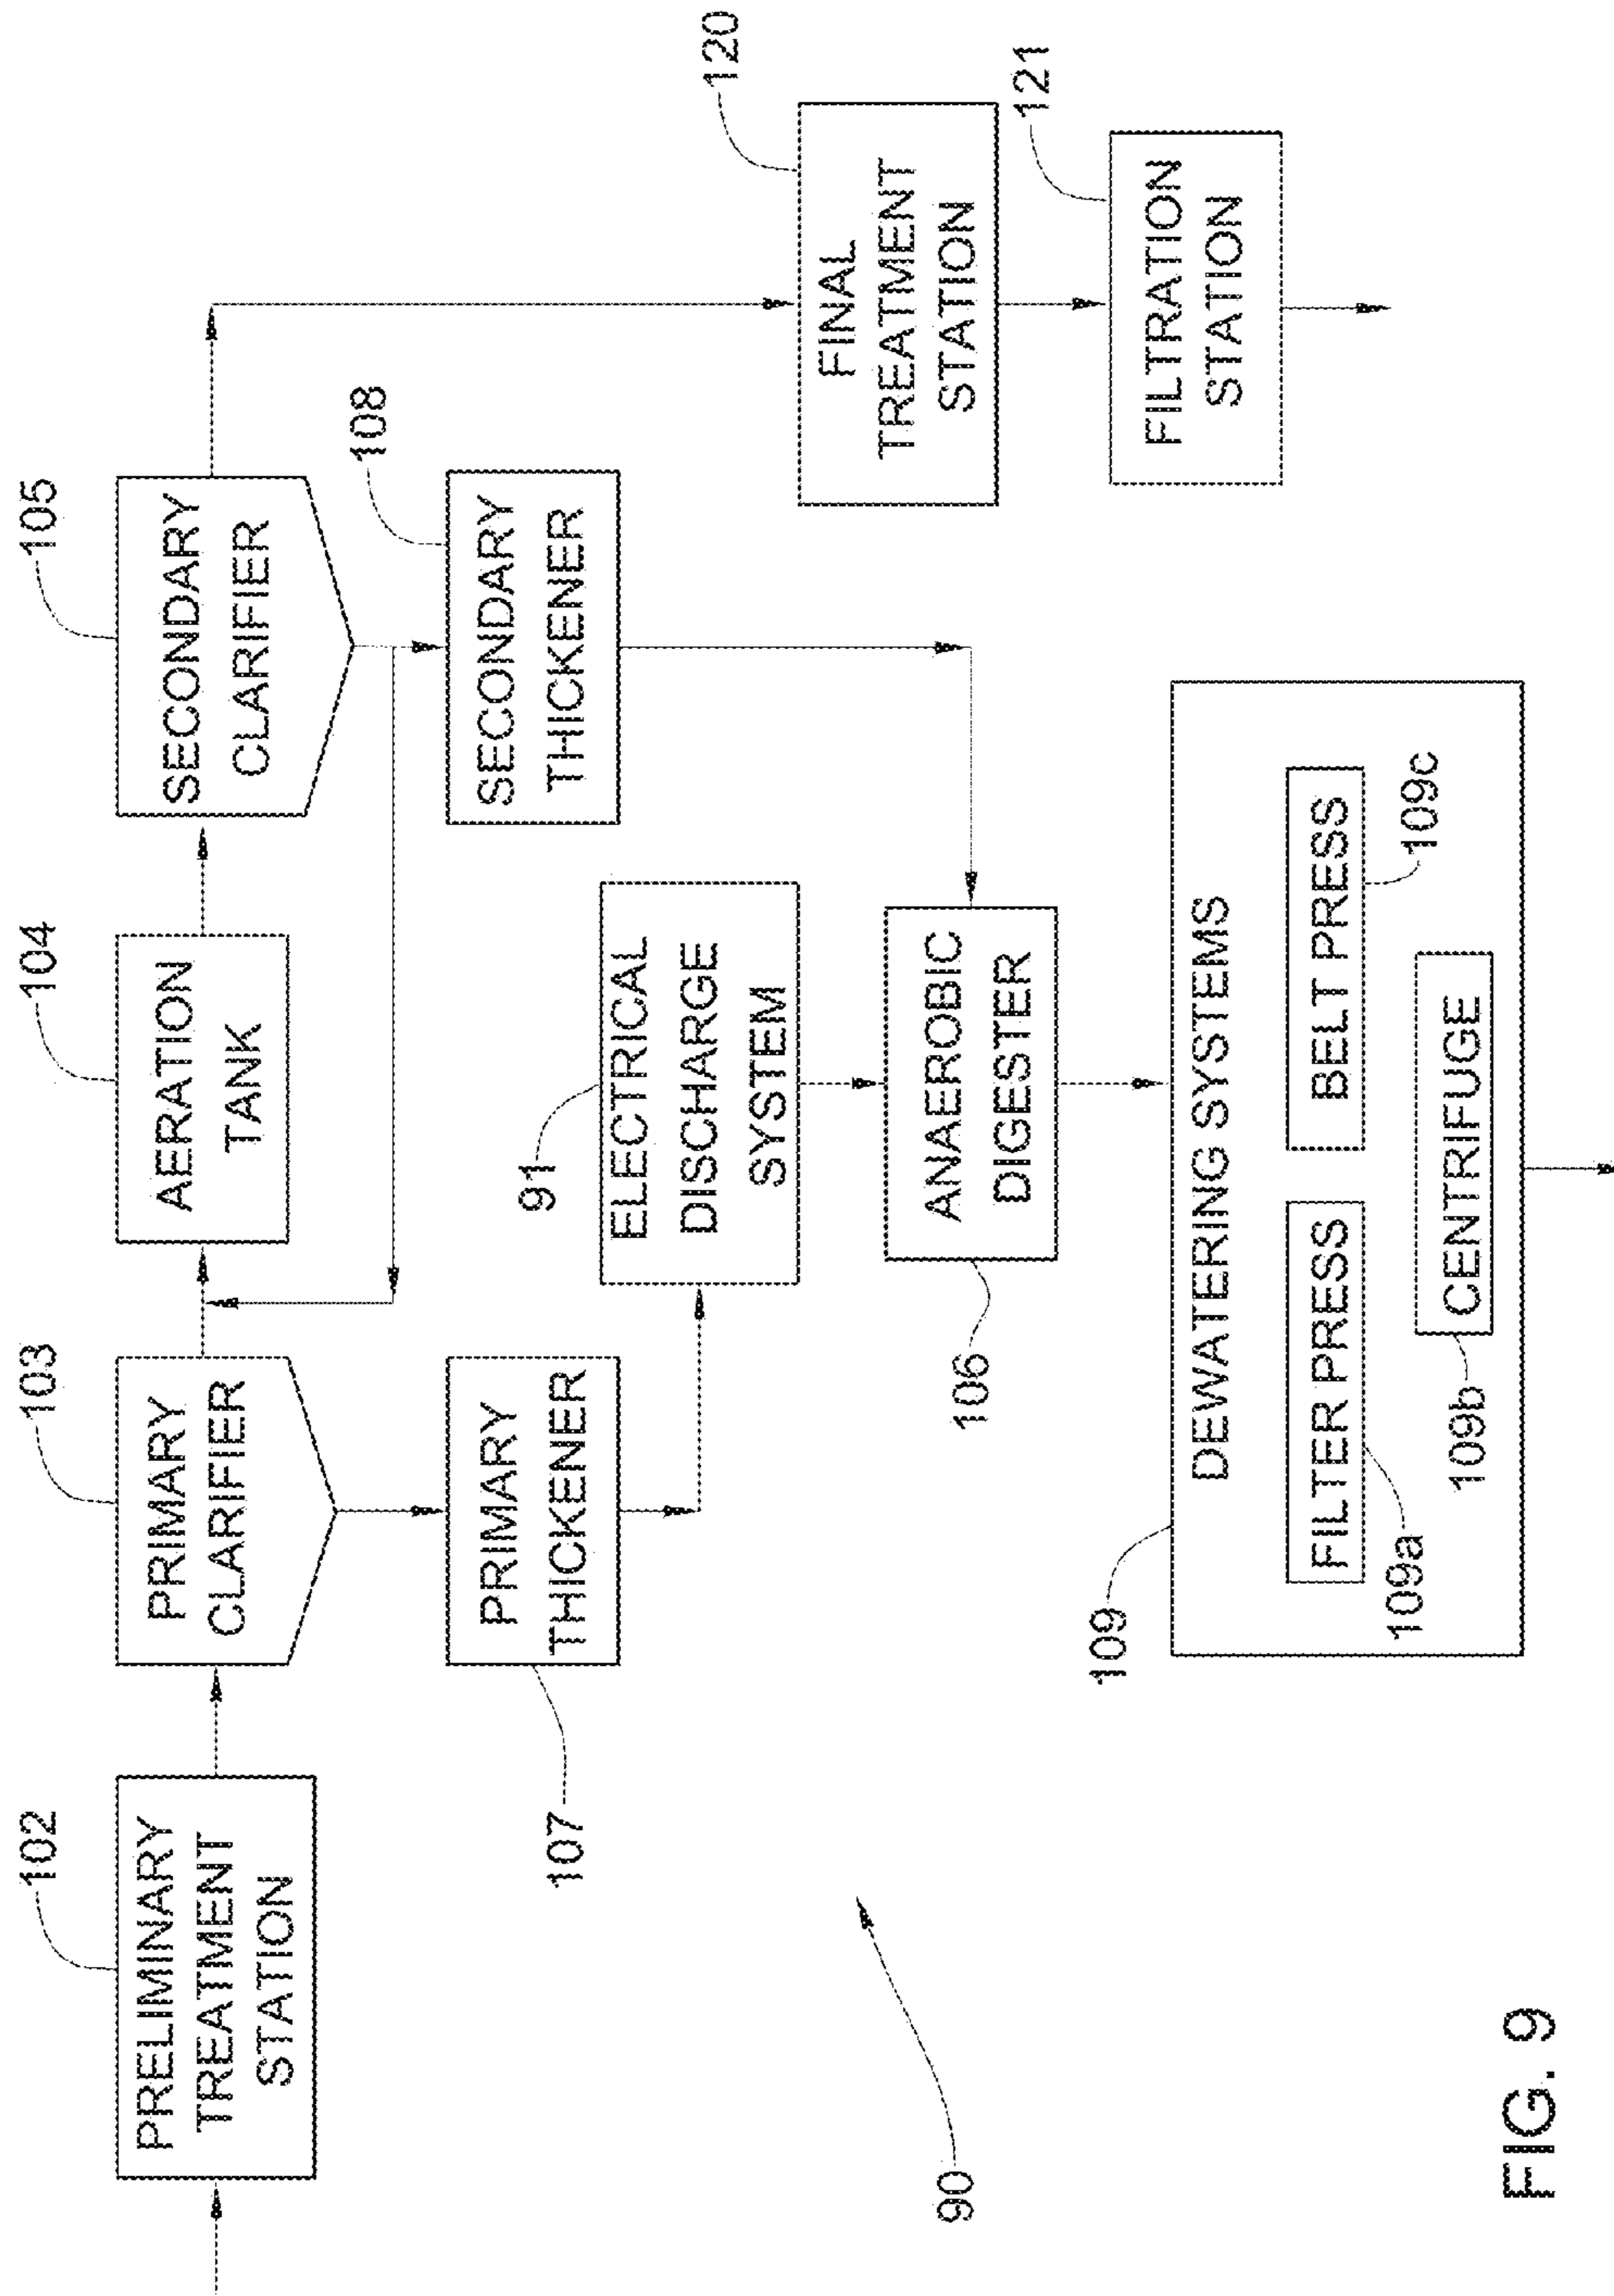 102
PRELIMINARY
TREATMENT
STATION
103
PRIMARY
CLARIFIER
104
AERATION
TANK
105
SECONDARY
CLARIFIER
107
PRIMARY
THICKENER
108
SECONDARY
THICKENER
91
ELECTRICAL
DISCHARGE
SYSTEM
106
ANAEROBIC
DIGESTER
120
FINAL
TREATMENT
STATION
121
FILTRATION
STATION
109
DEWATERING SYSTEMS
FILTER PRESS
109a
BELT PRESS
109c
CENTRIFUGE
109b
90
FIG. 9